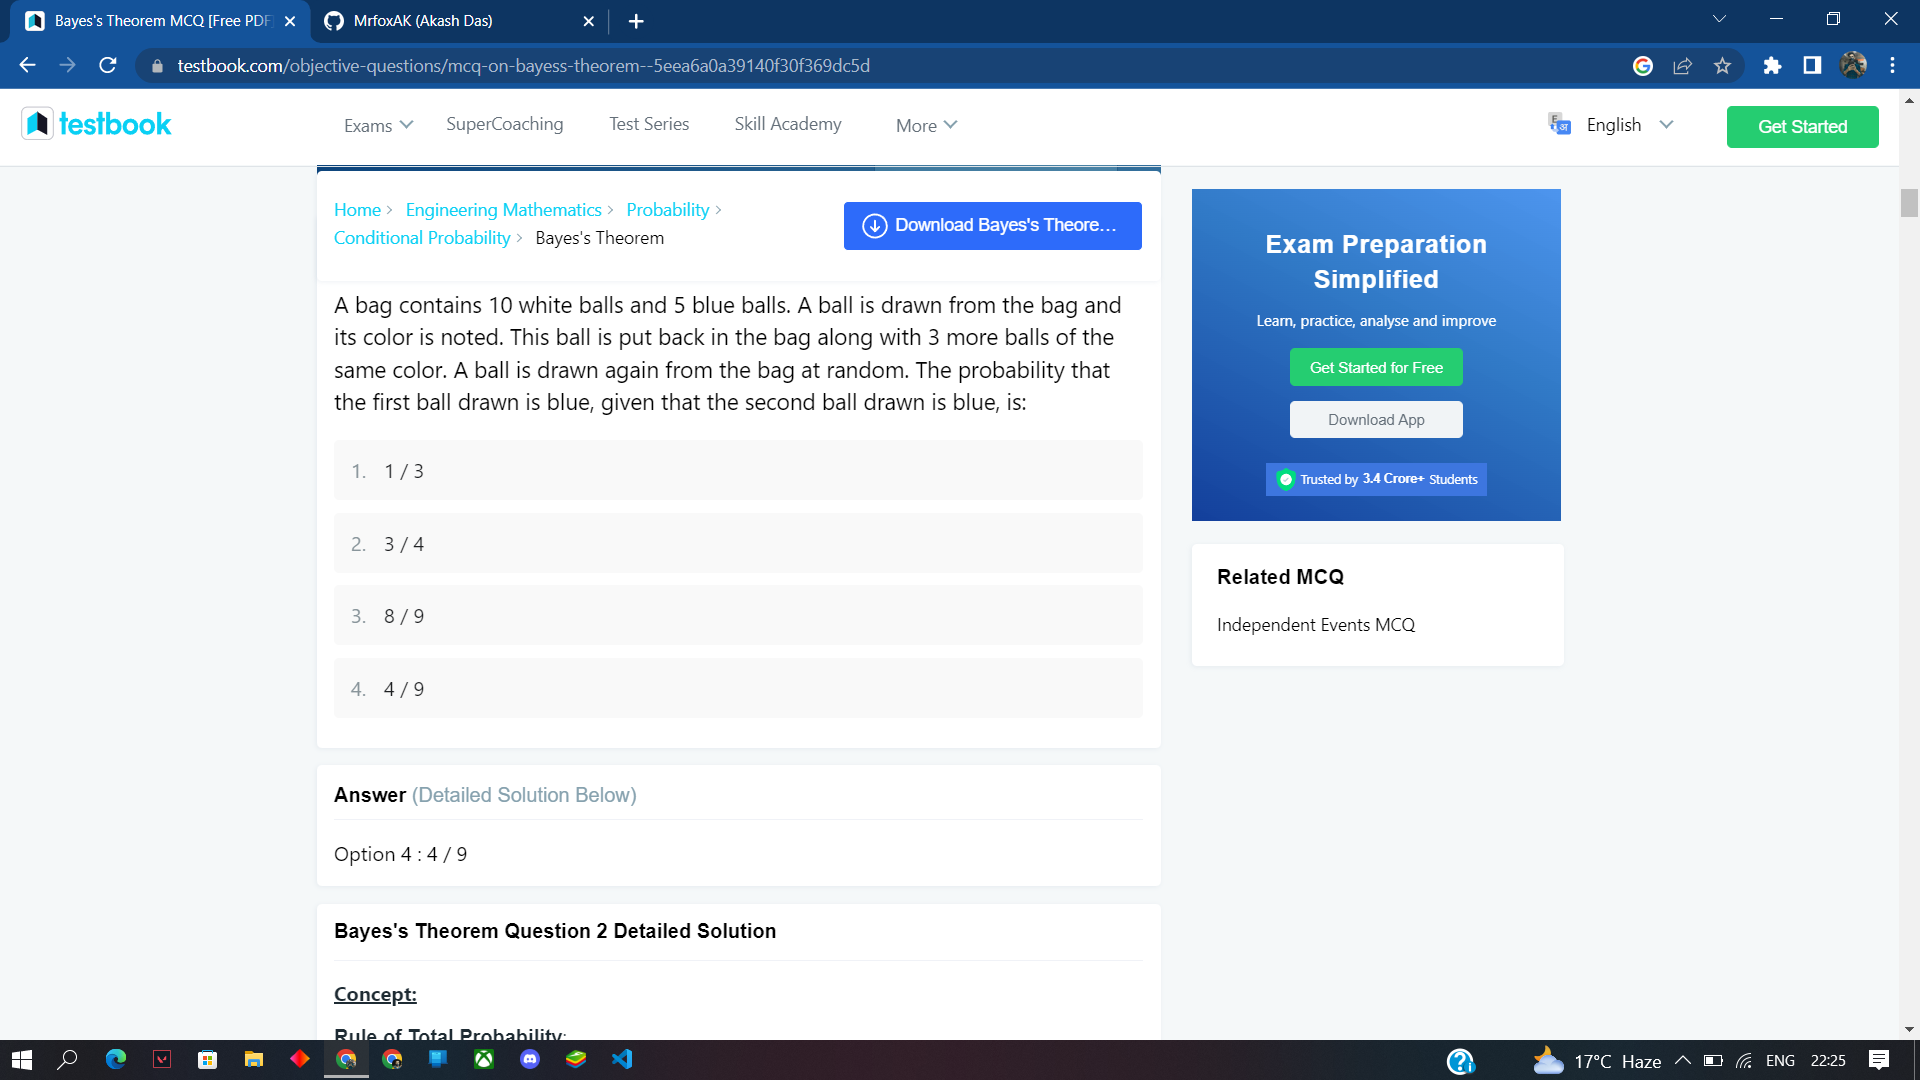 Bayes's Theorem MCQ [Free PDF]
MrfoxAK (Akash Das)
testbook.com/objective-questions/mcq-on-bayess-theorem--5eea6a0a39140f30f369dc5d
testbook
Exams
SuperCoaching
Test Series
Skill Academy
More
English
Get Started
Home > Engineering Mathematics > Probability >
Conditional Probability > Bayes's Theorem
Download Bayes's Theore...
A bag contains 10 white balls and 5 blue balls. A ball is drawn from the bag and
its color is noted. This ball is put back in the bag along with 3 more balls of the
same color. A ball is drawn again from the bag at random. The probability that
the first ball drawn is blue, given that the second ball drawn is blue, is:
1. 1 / 3
2. 3 / 4
3. 8 / 9
4. 4 / 9
Answer (Detailed Solution Below)
Option 4 : 4 / 9
Bayes's Theorem Question 2 Detailed Solution
Concept:
Rule of Total Probability:
Exam Preparation
Simplified
Learn, practice, analyse and improve
Get Started for Free
Download App
Trusted by 3.4 Crore+ Students
Related MCQ
Independent Events MCQ
17°C Haze
ENG
22:25